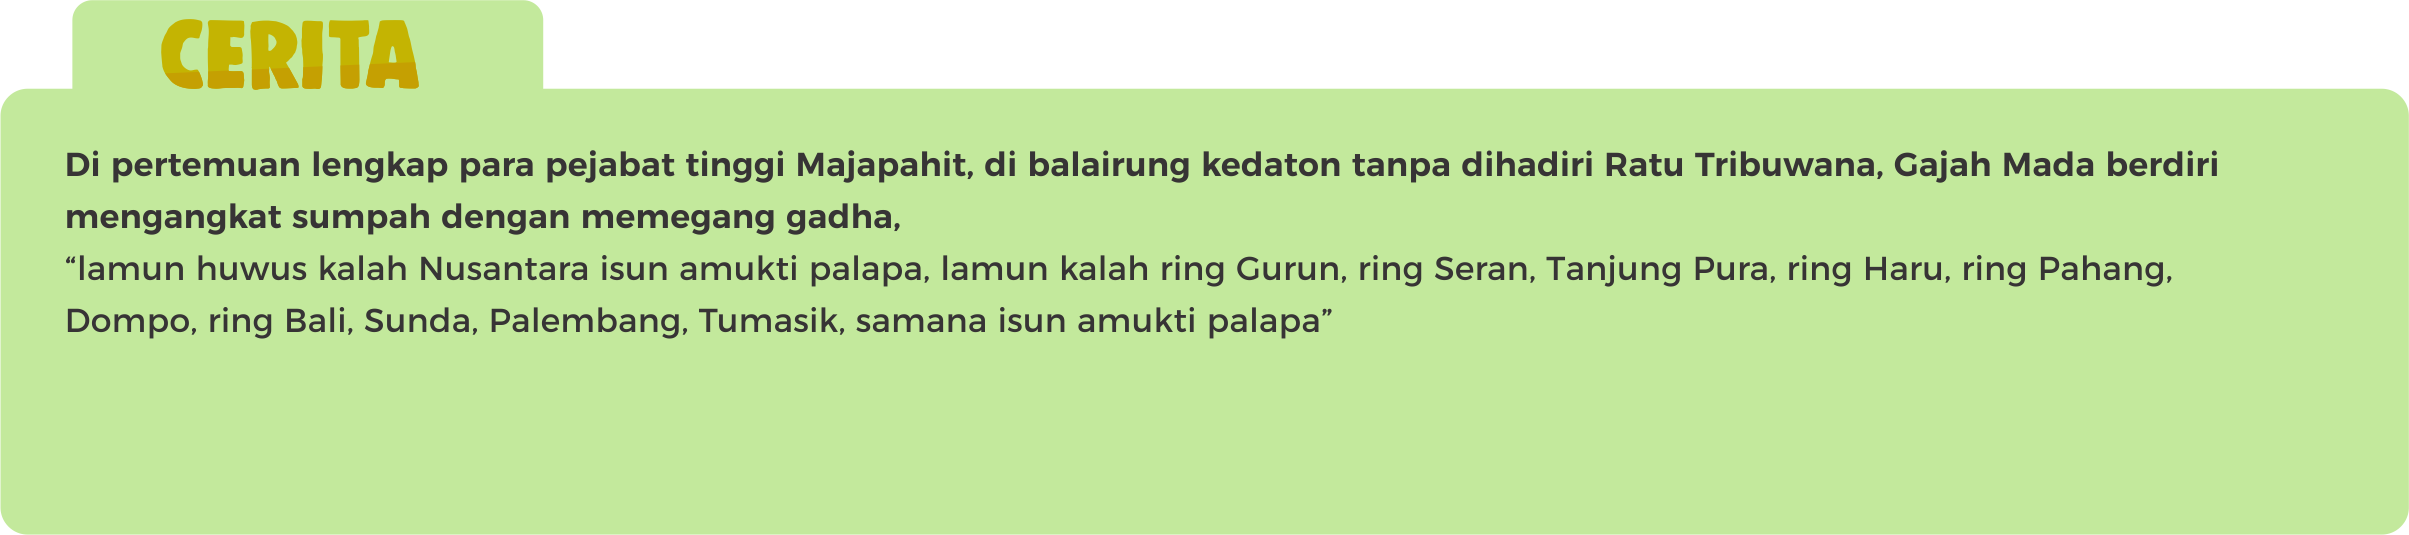 CERITA
Di pertemuan lengkap para pejabat tinggi Majapahit, di balairung kedaton tanpa dihadiri Ratu Tribuwana, Gajah Mada berdiri
mengangkat sumpah dengan memegang gadha,
“lamun huwus kalah Nusantara isun amukti palapa, lamun kalah ring Gurun, ring Seran, Tanjung Pura, ring Haru, ring Pahang,
Dompo, ring Bali, Sunda, Palembang, Tumasik, samana isun amukti palapa”